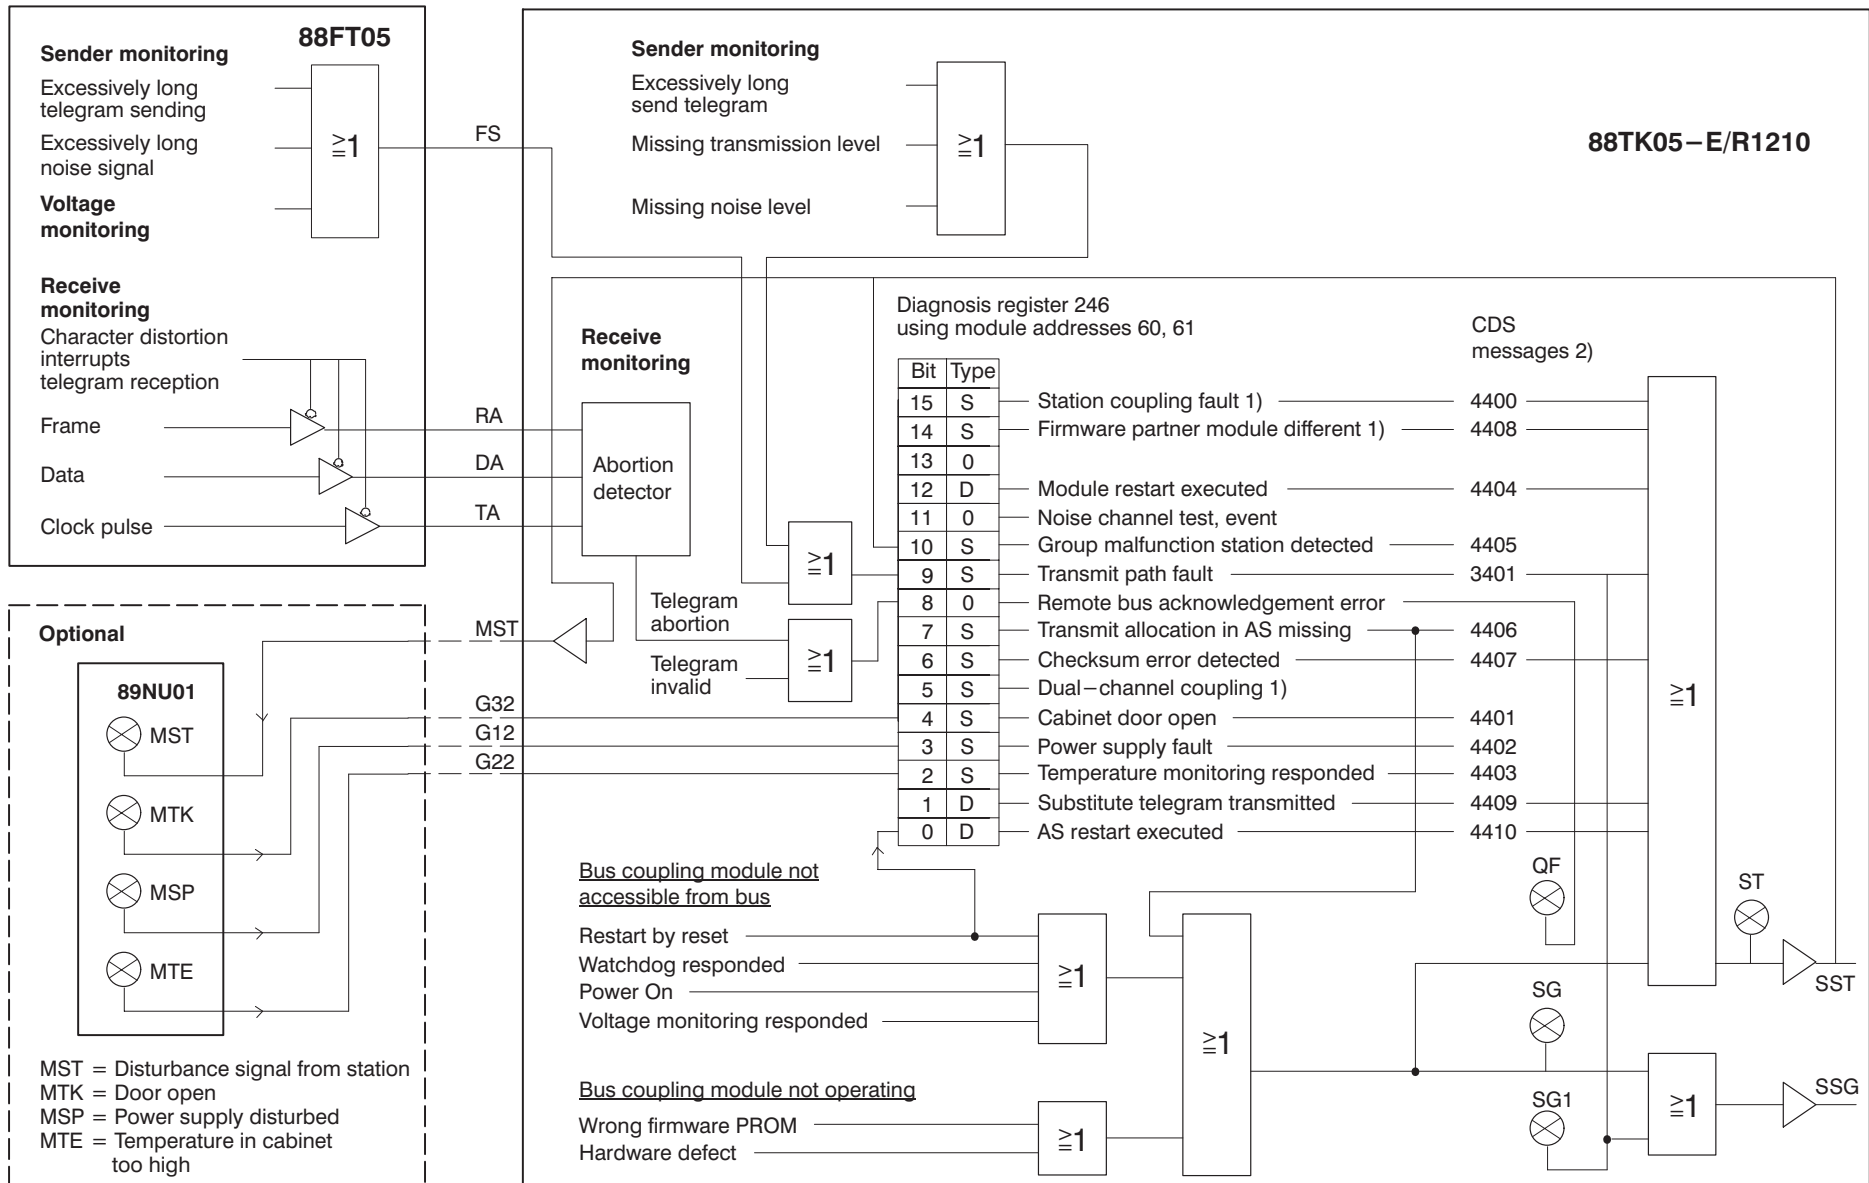 88FT05
Sender monitoring
Excessively long
telegram sending
Excessively long
noise signal
Voltage
monitoring
≧1
FS
Receive
monitoring
Character distortion
interrupts
telegram reception
Frame
Data
Clock pulse
RA
DA
TA
Optional
89NU01
MST
MTK
MSP
MTE
MST = Disturbance signal from station
MTK = Door open
MSP = Power supply disturbed
MTE = Temperature in cabinet
too high
MST
G32
G12
G22
88TK05–E/R1210
Sender monitoring
Excessively long
send telegram
Missing transmission level
Missing noise level
≧1
Receive
monitoring
Abortion
detector
Telegram
abortion
Telegram
invalid
≧1
≧1
Diagnosis register 246
using module addresses 60, 61
CDS
messages 2)
Bit Type
15 S Station coupling fault 1) 4400
14 S Firmware partner module different 1) 4408
13 0
12 D Module restart executed 4404
11 0 Noise channel test, event
10 S Group malfunction station detected 4405
9 S Transmit path fault 3401
8 0 Remote bus acknowledgement error
7 S Transmit allocation in AS missing 4406
6 S Checksum error detected 4407
5 S Dual–channel coupling 1)
4 S Cabinet door open 4401
3 S Power supply fault 4402
2 S Temperature monitoring responded 4403
1 D Substitute telegram transmitted 4409
0 D AS restart executed 4410
≧1
Bus coupling module not
accessible from bus
Restart by reset
Watchdog responded
Power On
Voltage monitoring responded
≧1
Bus coupling module not operating
Wrong firmware PROM
Hardware defect
≧1
≧1
QF
ST
SST
SG
SG1
≧1
SSG